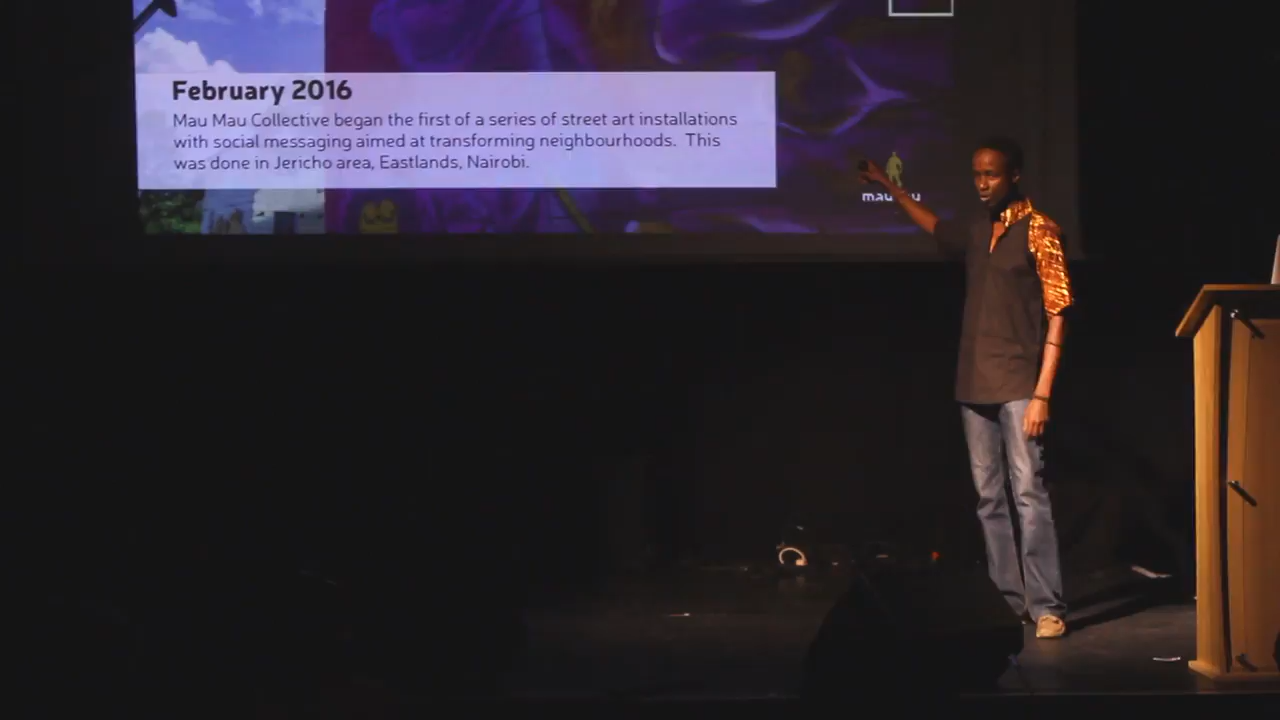 February 2016
Mau Mau Collective began the first of a series of street art installations
with social messaging aimed at transforming neighbourhoods. This
was done in Jericho area, Eastlands, Nairobi.